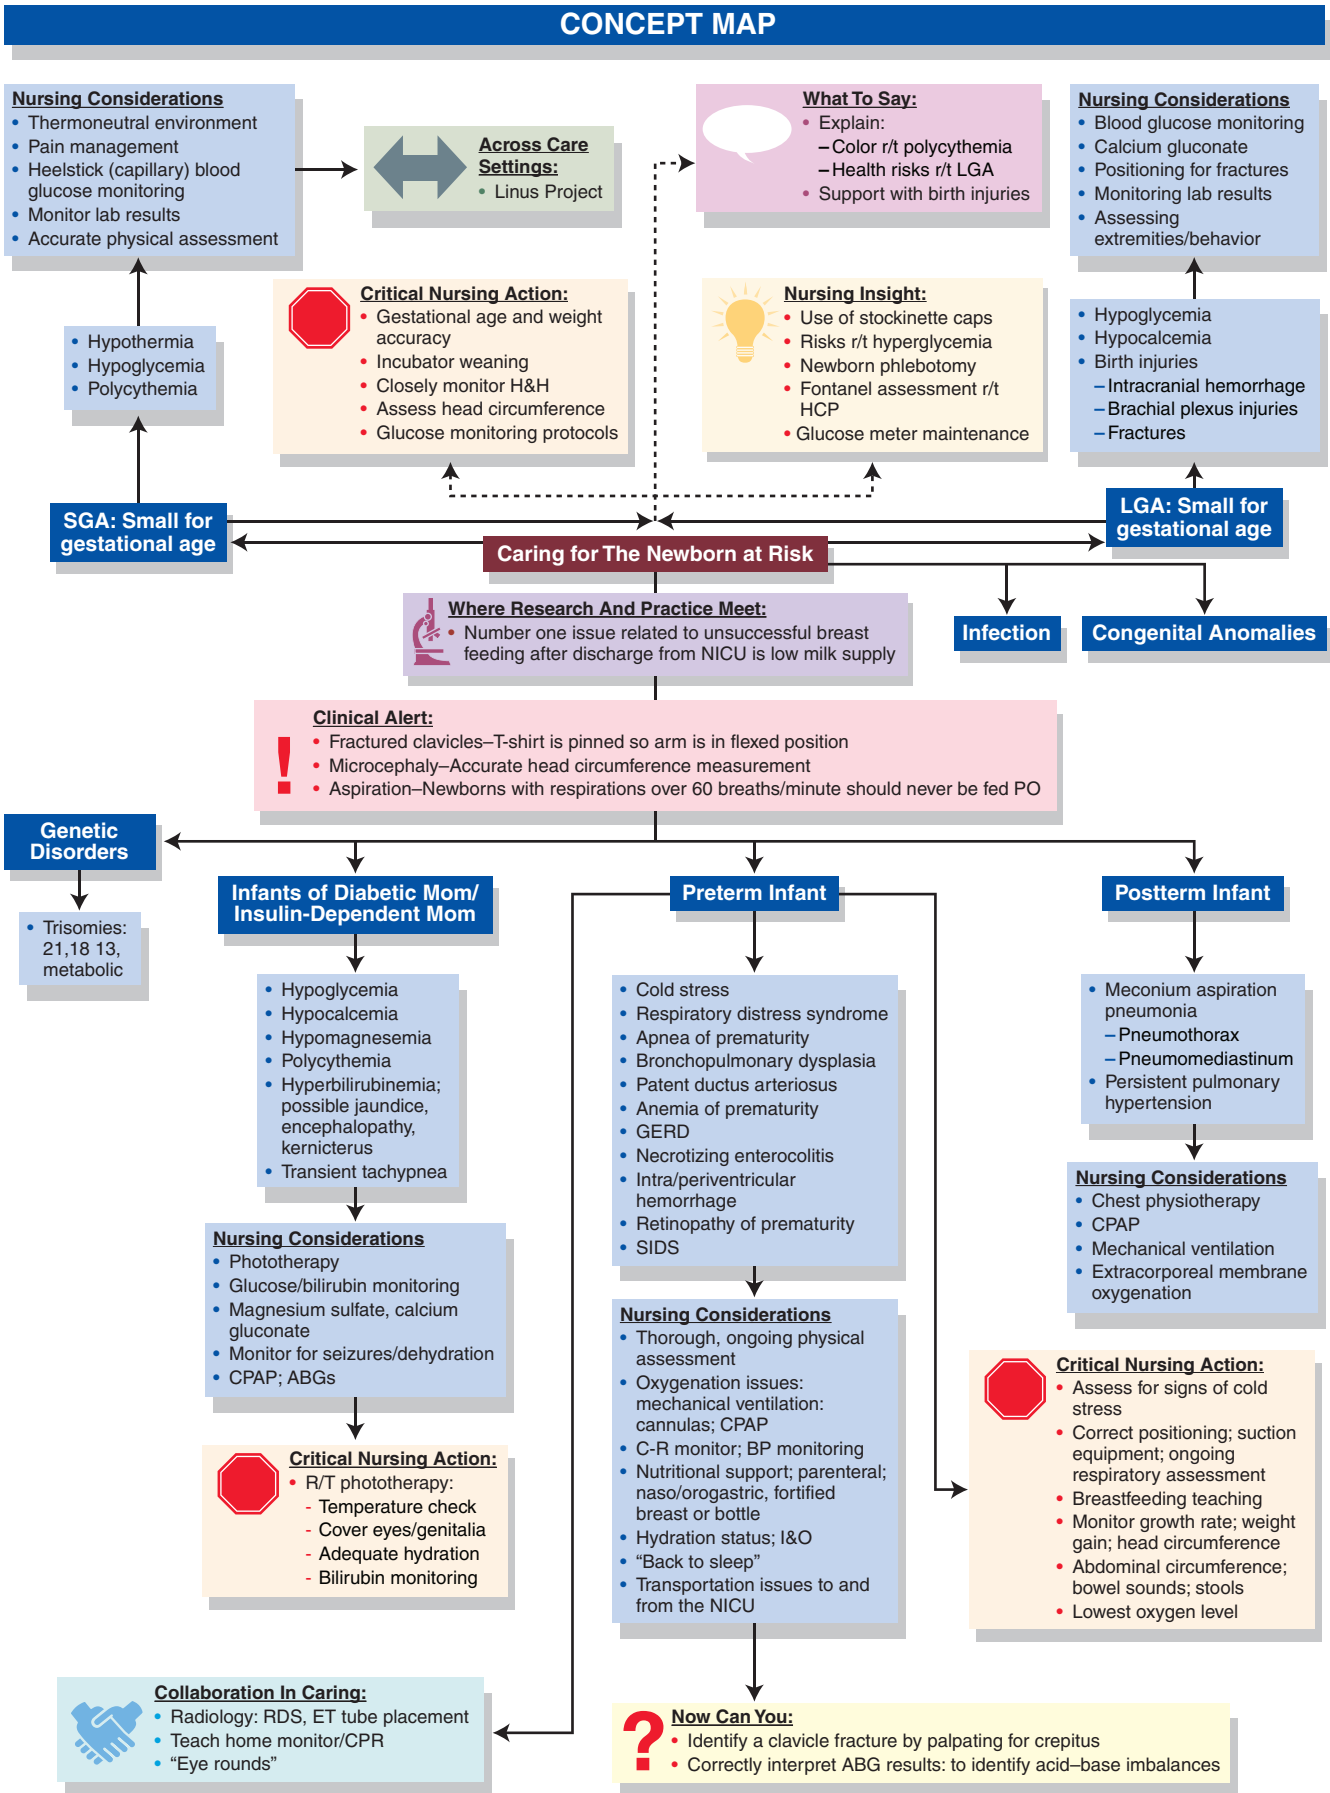 CONCEPT MAP
Nursing Considerations
• Thermoneutral environment
• Pain management
• Heelstick (capillary) blood
glucose monitoring
• Monitor lab results
• Accurate physical assessment
Across Care
Settings:
• Linus Project
What To Say:
• Explain:
– Color r/t polycythemia
– Health risks r/t LGA
• Support with birth injuries
Nursing Considerations
• Blood glucose monitoring
• Calcium gluconate
• Positioning for fractures
• Monitoring lab results
• Assessing
extremities/behavior
• Hypothermia
• Hypoglycemia
• Polycythemia
Critical Nursing Action:
• Gestational age and weight
accuracy
• Incubator weaning
• Closely monitor H&H
• Assess head circumference
• Glucose monitoring protocols
Nursing Insight:
• Use of stockinette caps
• Risks r/t hyperglycemia
• Newborn phlebotomy
• Fontanel assessment r/t
HCP
• Glucose meter maintenance
• Hypoglycemia
• Hypocalcemia
• Birth injuries
– Intracranial hemorrhage
– Brachial plexus injuries
– Fractures
SGA: Small for
gestational age
LGA: Small for
gestational age
Caring for The Newborn at Risk
Where Research And Practice Meet:
• Number one issue related to unsuccessful breast
feeding after discharge from NICU is low milk supply
Infection
Congenital Anomalies
Clinical Alert:
• Fractured clavicles–T-shirt is pinned so arm is in flexed position
• Microcephaly–Accurate head circumference measurement
• Aspiration–Newborns with respirations over 60 breaths/minute should never be fed PO
Genetic
Disorders
• Trisomies:
21,18 13,
metabolic
Infants of Diabetic Mom/
Insulin-Dependent Mom
• Hypoglycemia
• Hypocalcemia
• Hypomagnesemia
• Polycythemia
• Hyperbilirubinemia;
possible jaundice,
encephalopathy,
kernicterus
• Transient tachypnea
Nursing Considerations
• Phototherapy
• Glucose/bilirubin monitoring
• Magnesium sulfate, calcium
gluconate
• Monitor for seizures/dehydration
• CPAP; ABGs
Critical Nursing Action:
• R/T phototherapy:
- Temperature check
- Cover eyes/genitalia
- Adequate hydration
- Bilirubin monitoring
Preterm Infant
• Cold stress
• Respiratory distress syndrome
• Apnea of prematurity
• Bronchopulmonary dysplasia
• Patent ductus arteriosus
• Anemia of prematurity
• GERD
• Necrotizing enterocolitis
• Intra/periventricular
hemorrhage
• Retinopathy of prematurity
• SIDS
Nursing Considerations
• Thorough, ongoing physical
assessment
• Oxygenation issues:
mechanical ventilation:
cannulas; CPAP
• C-R monitor; BP monitoring
• Nutritional support; parenteral;
naso/orogastric, fortified
breast or bottle
• Hydration status; I&O
• “Back to sleep”
• Transportation issues to and
from the NICU
Postterm Infant
• Meconium aspiration
pneumonia
– Pneumothorax
– Pneumomediastinum
• Persistent pulmonary
hypertension
Nursing Considerations
• Chest physiotherapy
• CPAP
• Mechanical ventilation
• Extracorporeal membrane
oxygenation
Critical Nursing Action:
• Assess for signs of cold
stress
• Correct positioning; suction
equipment; ongoing
respiratory assessment
• Breastfeeding teaching
• Monitor growth rate; weight
gain; head circumference
• Abdominal circumference;
bowel sounds; stools
• Lowest oxygen level
Collaboration In Caring:
• Radiology: RDS, ET tube placement
• Teach home monitor/CPR
• “Eye rounds”
Now Can You:
• Identify a clavicle fracture by palpating for crepitus
• Correctly interpret ABG results: to identify acid–base imbalances